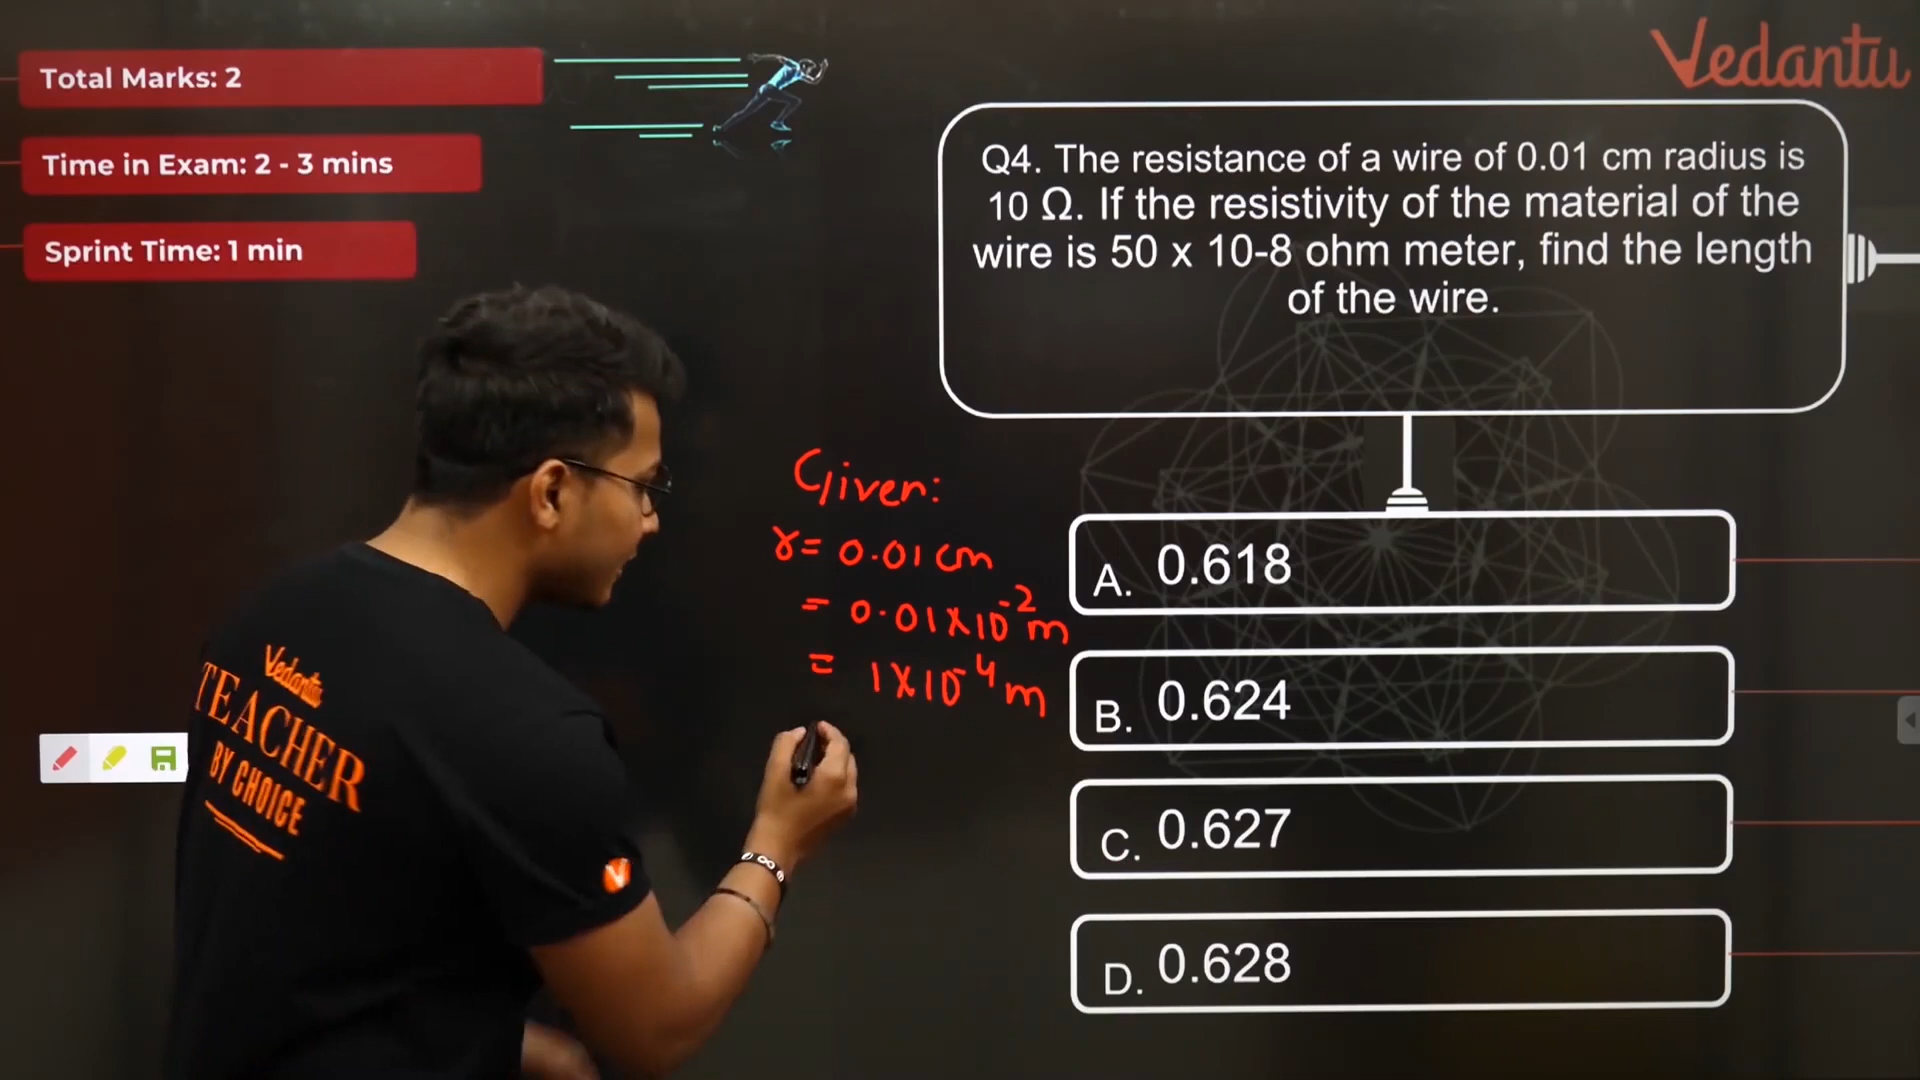 Total Marks: 2
Time in Exam: 2 - 3 mins
Sprint Time: 1 min
Vedantu
Q4. The resistance of a wire of 0.01 cm radius is
10 Ω. If the resistivity of the material of the
wire is 50 x 10-8 ohm meter, find the length
of the wire.
Given:
r = 0.01 cm
= 0.01 × 10⁻² m
= 1 × 10⁻⁴ m
A. 0.618
B. 0.624
C. 0.627
D. 0.628
Vedantu
TEACHER
BY CHOICE
V